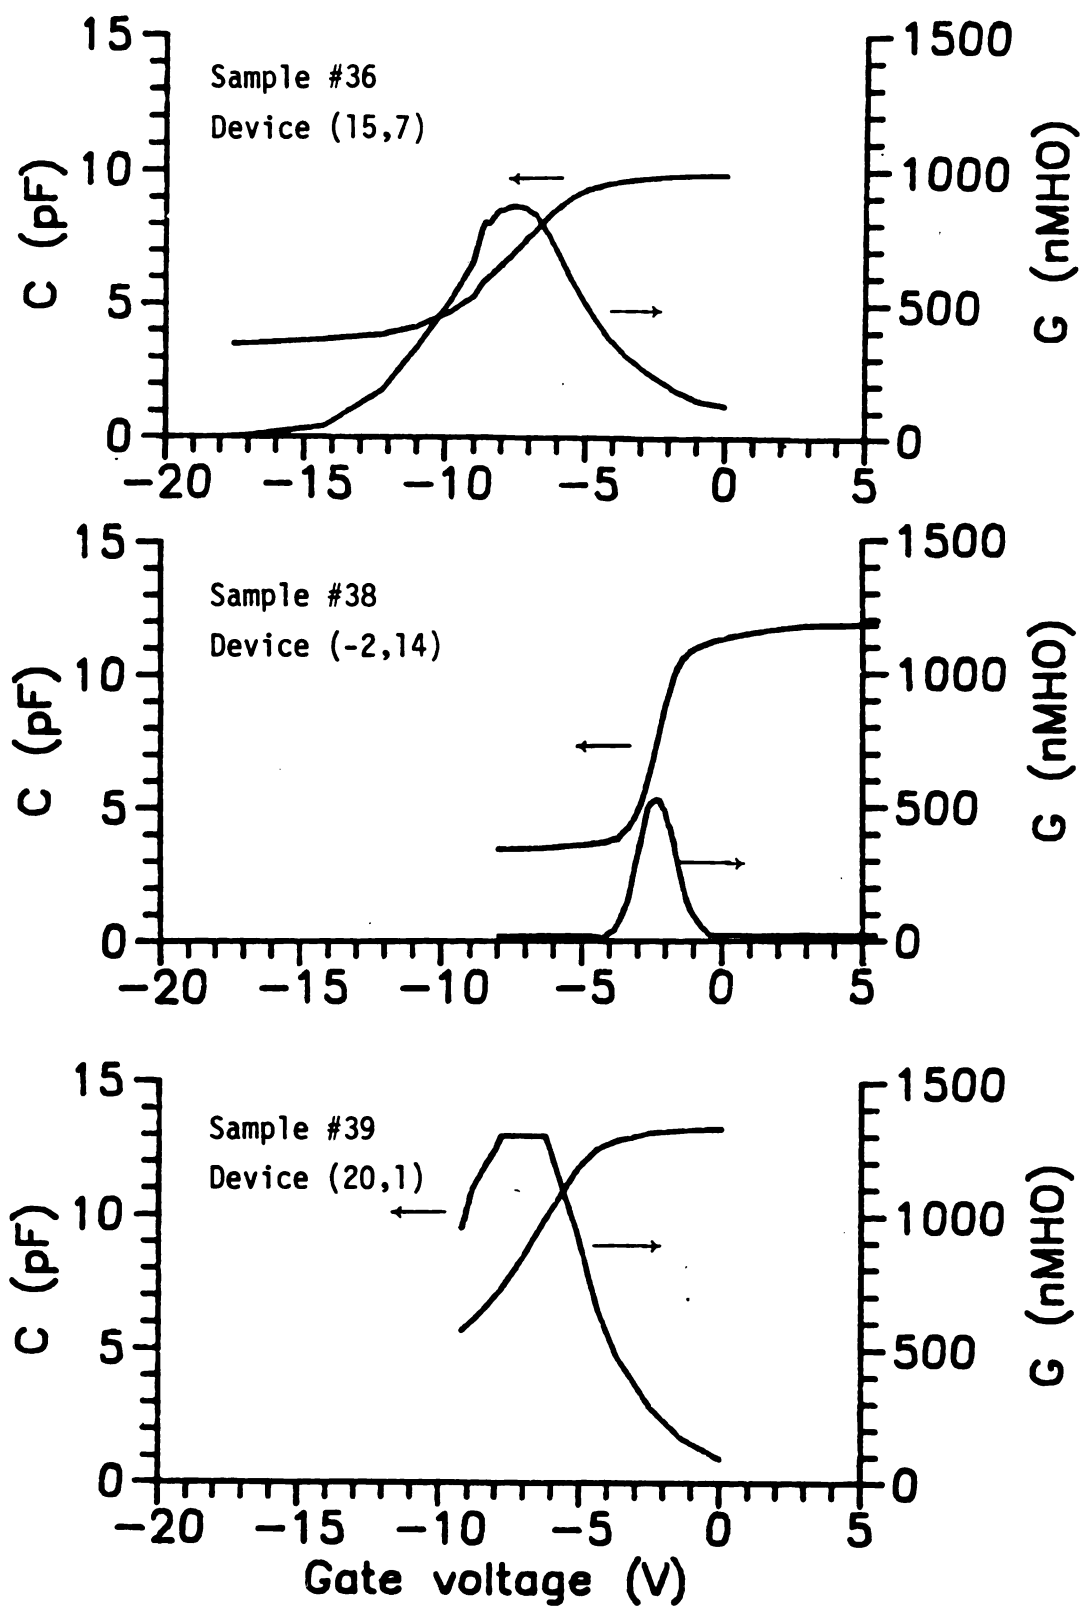 15
1500
Sample #36
Device (15,7)
10
1000
C (pF)
G (nMHO)
5
500
0
0
-20 -15 -10 -5 0 5
15
1500
Sample #38
Device (-2,14)
10
1000
C (pF)
G (nMHO)
5
500
0
0
-20 -15 -10 -5 0 5
15
1500
Sample #39
Device (20,1)
10
1000
C (pF)
G (nMHO)
5
500
0
0
-20 -15 -10 -5 0 5
Gate voltage (V)